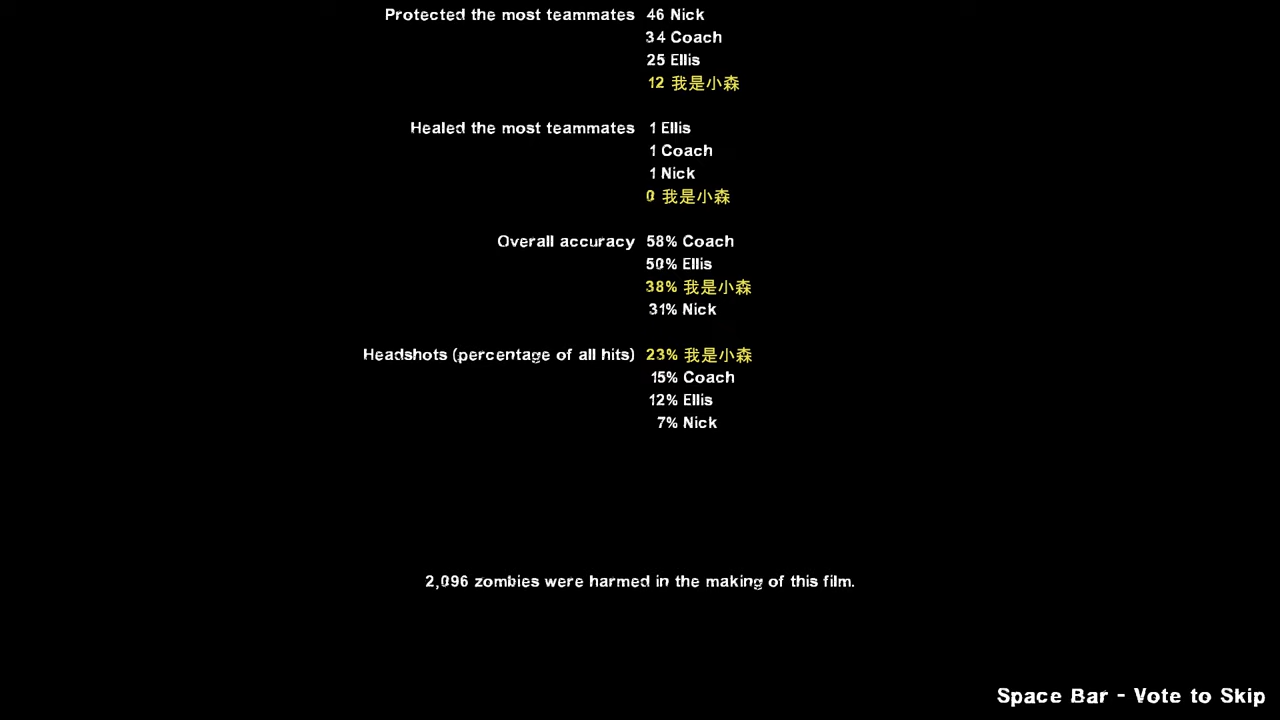 Protected the most teammates 46 Nick
34 Coach
25 Ellis
12 我是小森
Healed the most teammates 1 Ellis
1 Coach
1 Nick
0 我是小森
Overall accuracy 58% Coach
50% Ellis
38% 我是小森
31% Nick
Headshots (percentage of all hits) 23% 我是小森
15% Coach
12% Ellis
7% Nick
2,096 zombies were harmed in the making of this film.
Space Bar - Vote to Skip